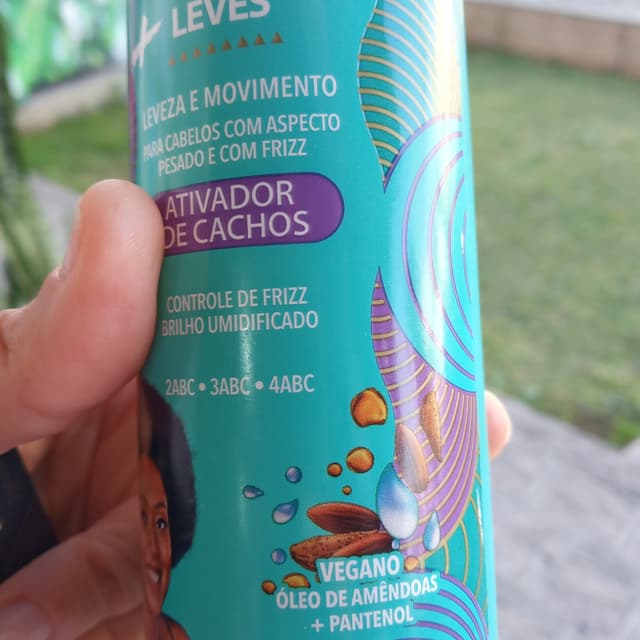 + LEVES
LEVEZA E MOVIMENTO
PARA CABELOS COM ASPECTO
PESADO E COM FRIZZ
ATIVADOR
DE CACHOS
CONTROLE DE FRIZZ
BRILHO UMIDIFICADO
2ABC • 3ABC • 4ABC
VEGANO
ÓLEO DE AMÊNDOAS
+ PANTENOL